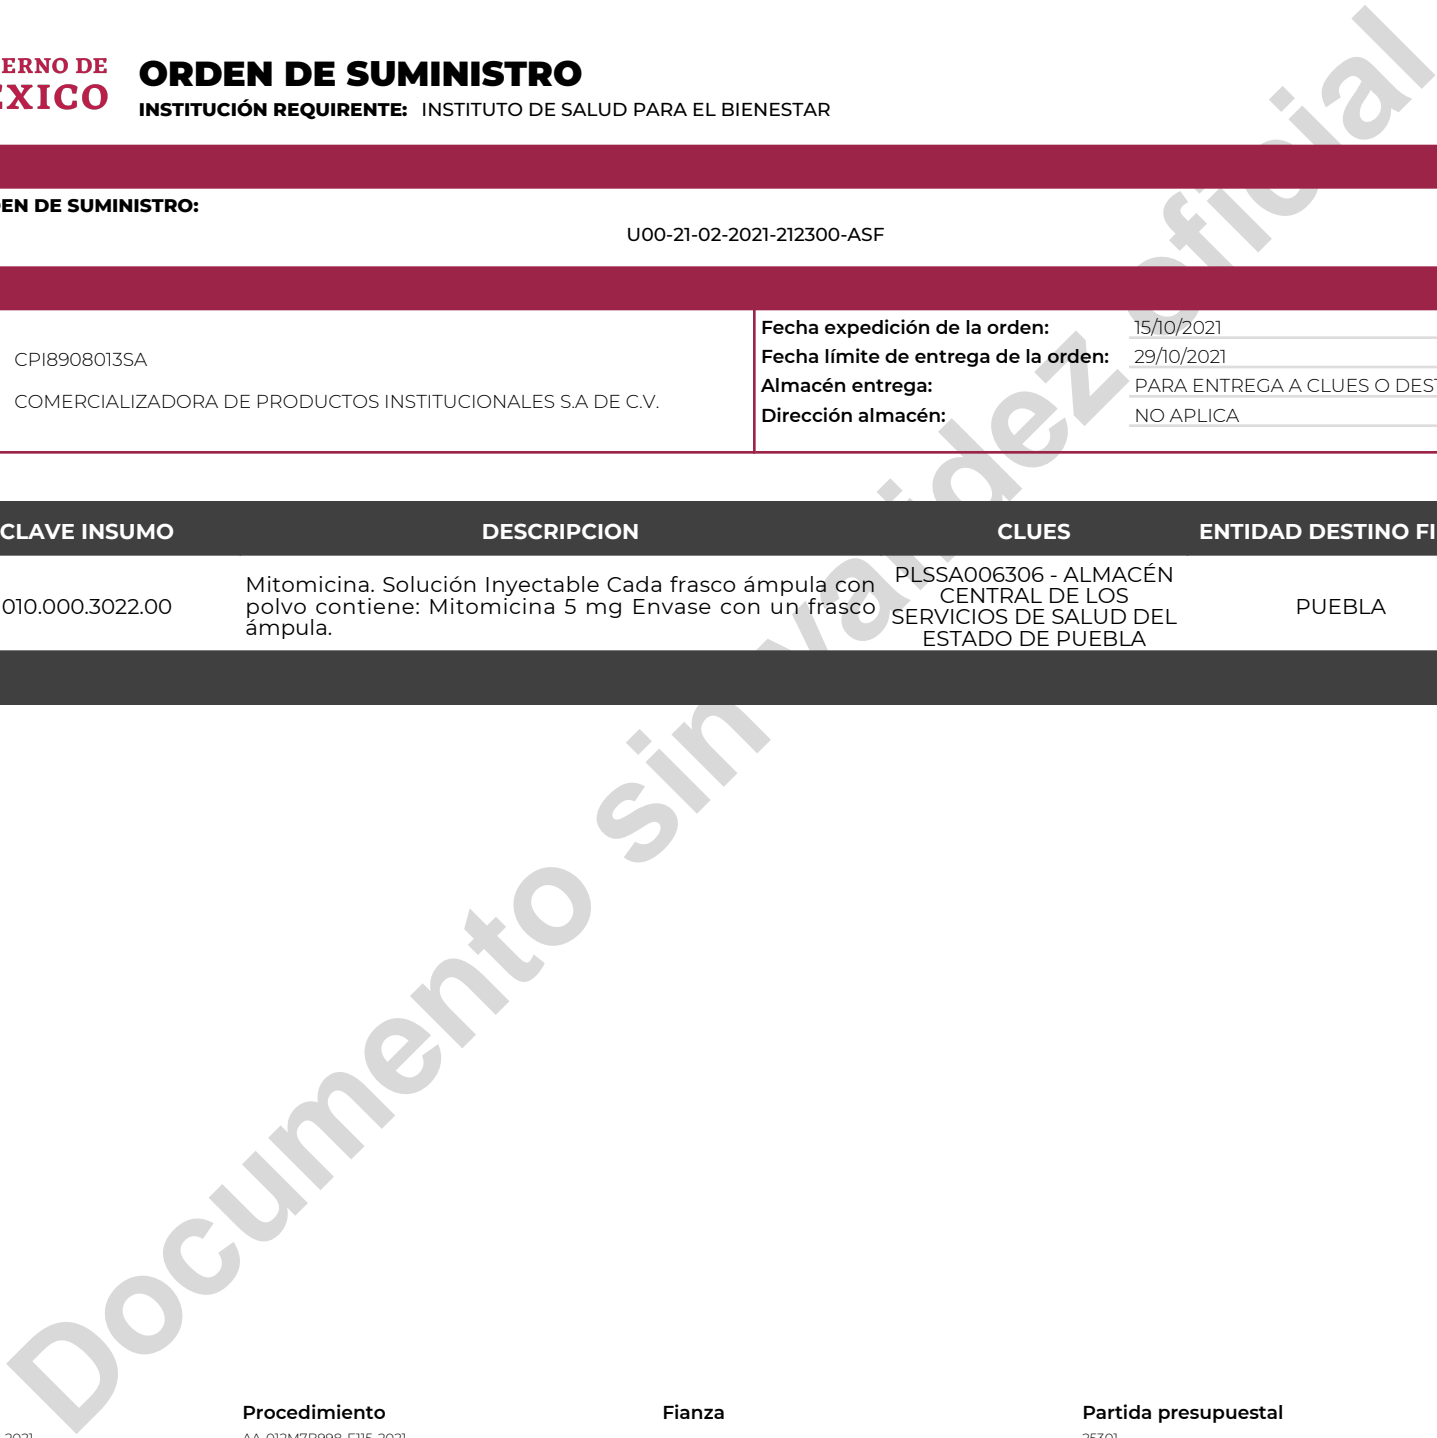 ERNO DE
EXICO
ORDEN DE SUMINISTRO
INSTITUCIÓN REQUIRENTE: INSTITUTO DE SALUD PARA EL BIENESTAR
EN DE SUMINISTRO:
U00-21-02-2021-212300-ASF
CPI8908013SA
COMERCIALIZADORA DE PRODUCTOS INSTITUCIONALES S.A DE C.V.
Fecha expedición de la orden: 15/10/2021
Fecha límite de entrega de la orden: 29/10/2021
Almacén entrega: PARA ENTREGA A CLUES O DEST
Dirección almacén: NO APLICA
CLAVE INSUMO DESCRIPCION CLUES ENTIDAD DESTINO FI
010.000.3022.00
Mitomicina. Solución Inyectable Cada frasco ámpula con
polvo contiene: Mitomicina 5 mg Envase con un frasco
ámpula.
PLSSA006306 - ALMACÉN
CENTRAL DE LOS
SERVICIOS DE SALUD DEL
ESTADO DE PUEBLA
PUEBLA
Documento sin validez oficial
Procedimiento Fianza Partida presupuestal